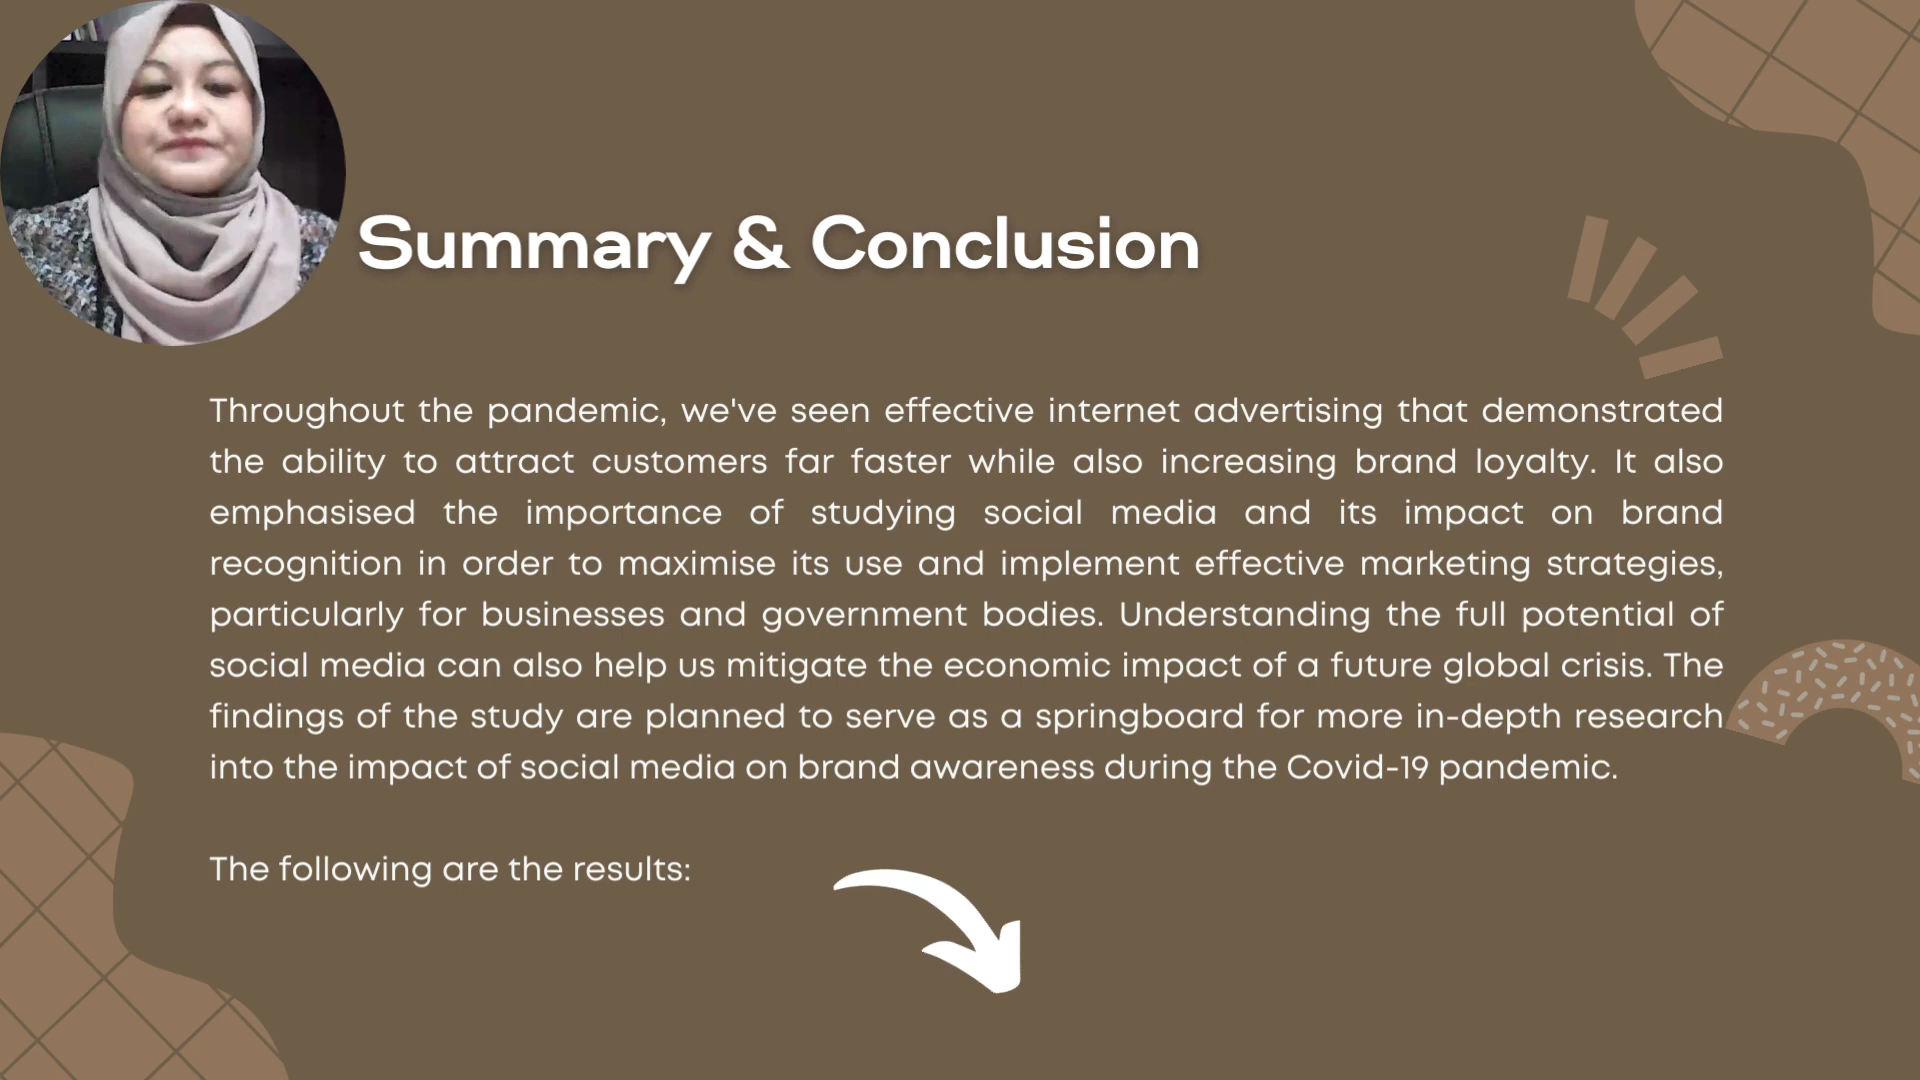 Summary & Conclusion
Throughout the pandemic, we've seen effective internet advertising that demonstrated
the ability to attract customers far faster while also increasing brand loyalty. It also
emphasised the importance of studying social media and its impact on brand
recognition in order to maximise its use and implement effective marketing strategies,
particularly for businesses and government bodies. Understanding the full potential of
social media can also help us mitigate the economic impact of a future global crisis. The
findings of the study are planned to serve as a springboard for more in-depth research
into the impact of social media on brand awareness during the Covid-19 pandemic.
The following are the results: